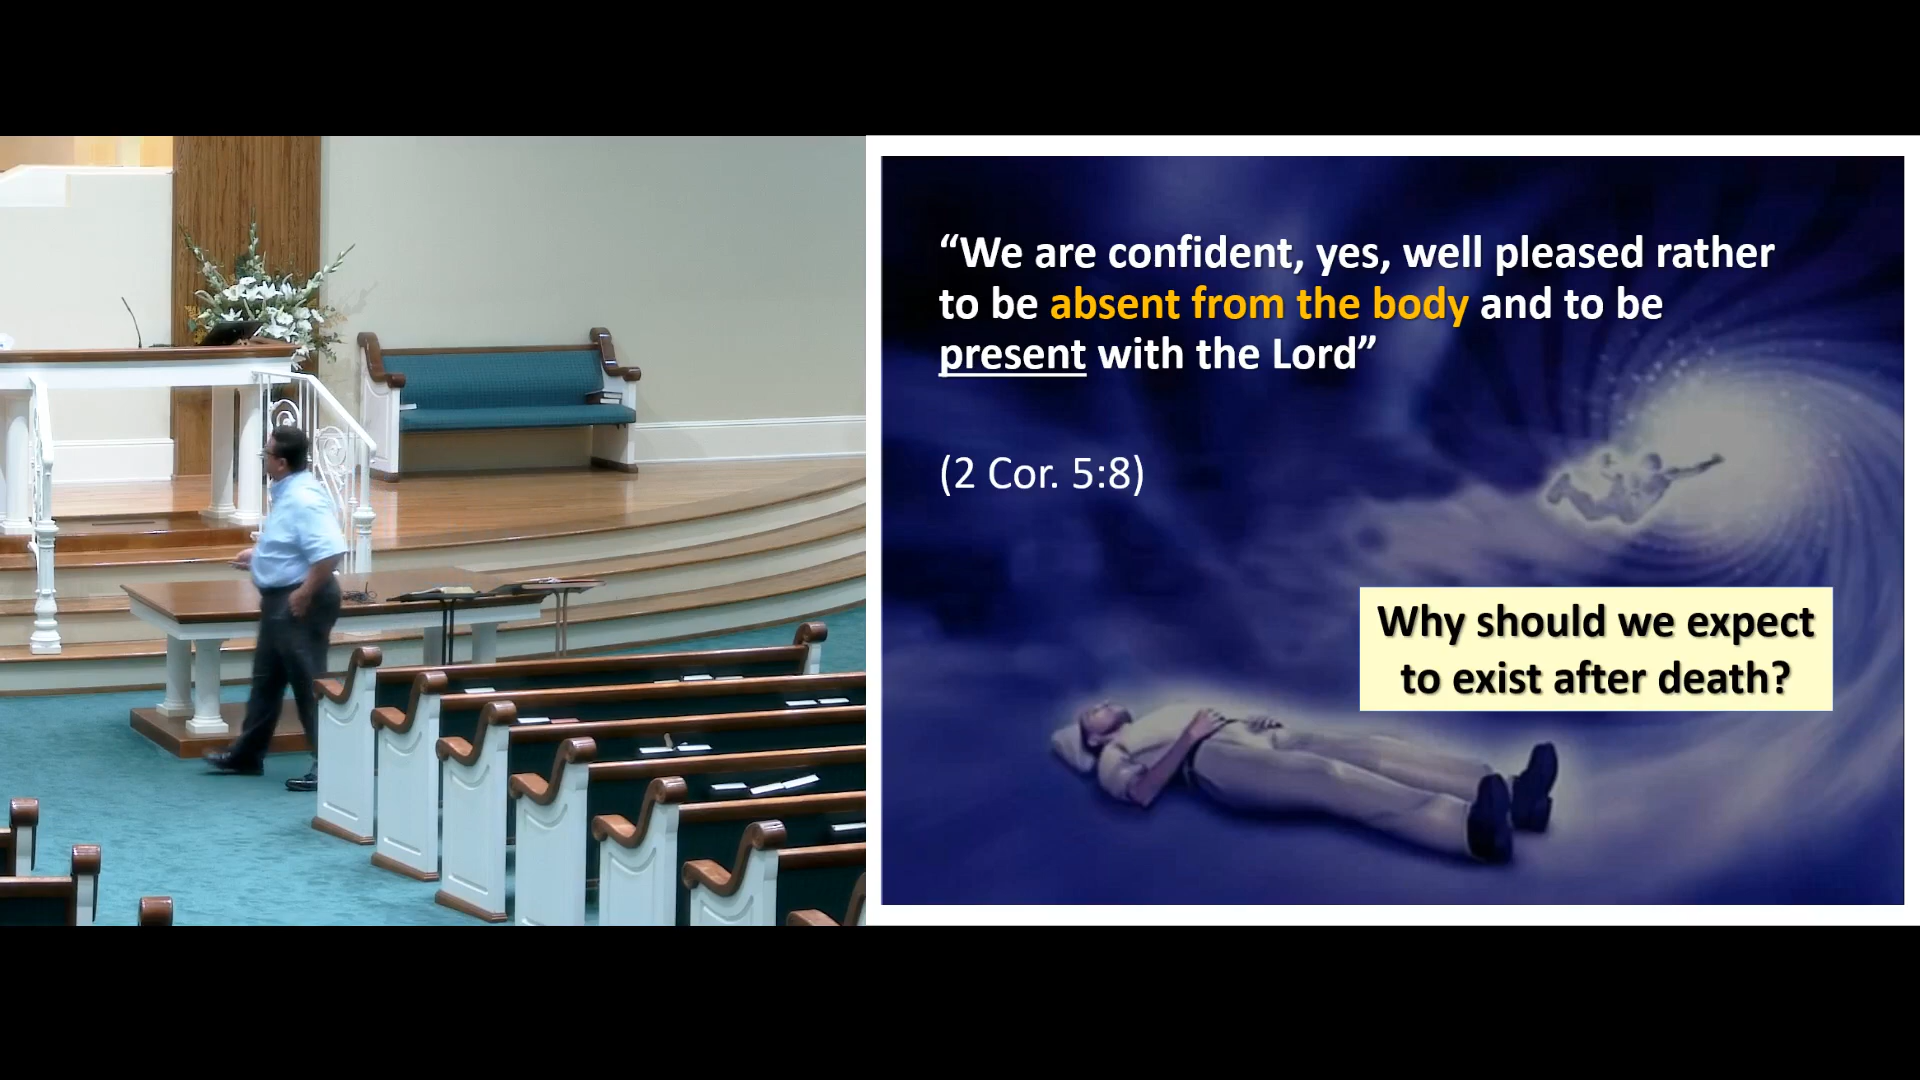 “We are confident, yes, well pleased rather
to be absent from the body and to be
present with the Lord”
(2 Cor. 5:8)
Why should we expect
to exist after death?